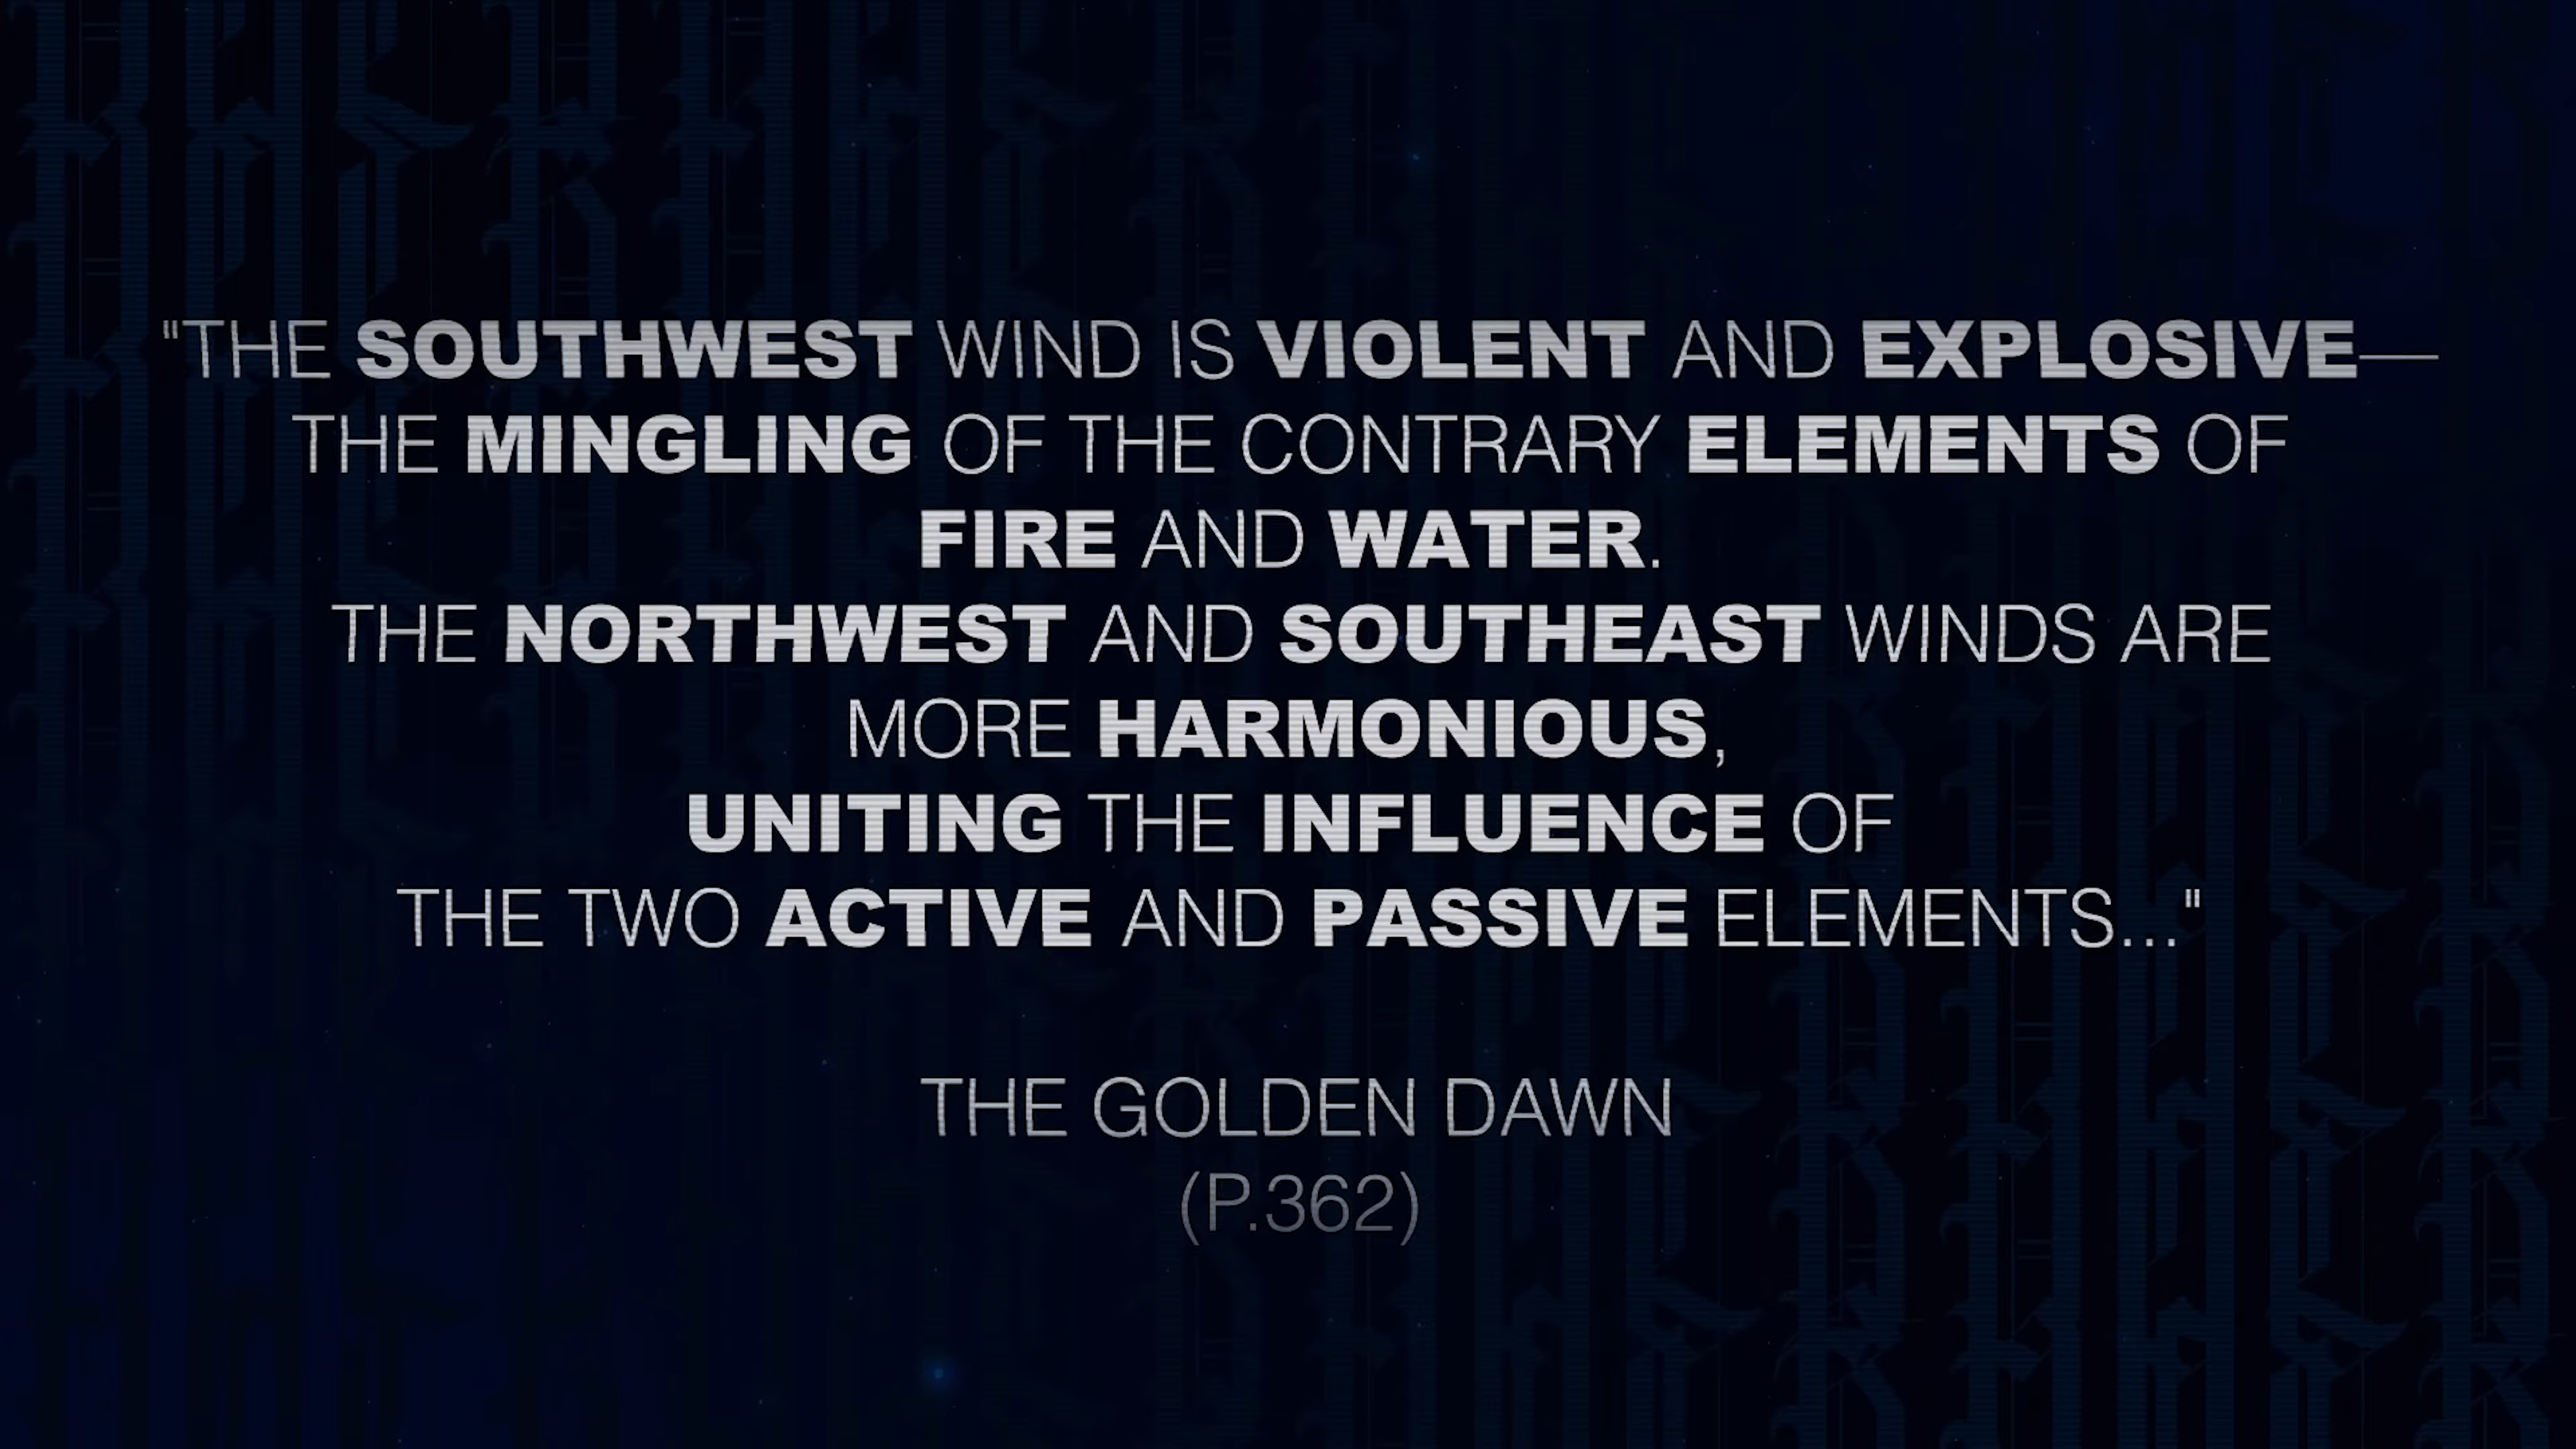 "THE SOUTHWEST WIND IS VIOLENT AND EXPLOSIVE—
THE MINGLING OF THE CONTRARY ELEMENTS OF
FIRE AND WATER.
THE NORTHWEST AND SOUTHEAST WINDS ARE
MORE HARMONIOUS,
UNITING THE INFLUENCE OF
THE TWO ACTIVE AND PASSIVE ELEMENTS..."
THE GOLDEN DAWN
(P.362)